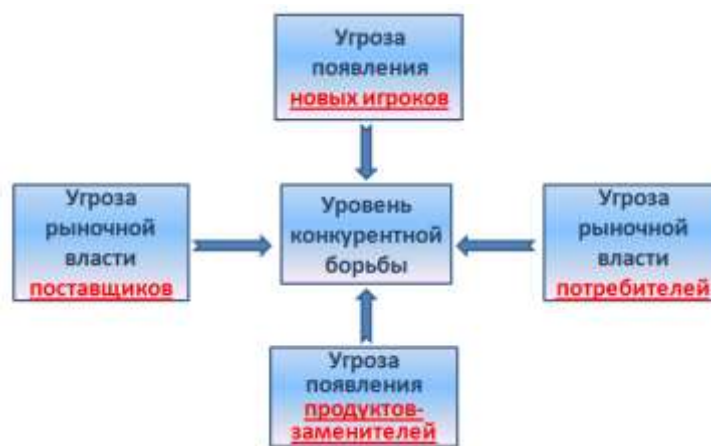 Угроза
появления
новых игроков
Угроза
рыночной
власти
поставщиков
Уровень
конкурентной
борьбы
Угроза
рыночной
власти
потребителей
Угроза
появления
продуктов-
заменителей